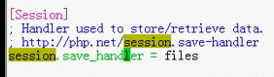 [Session]
; Handler used to store/retrieve data.
; http://php.net/session.save-handler
session.save_handler = files